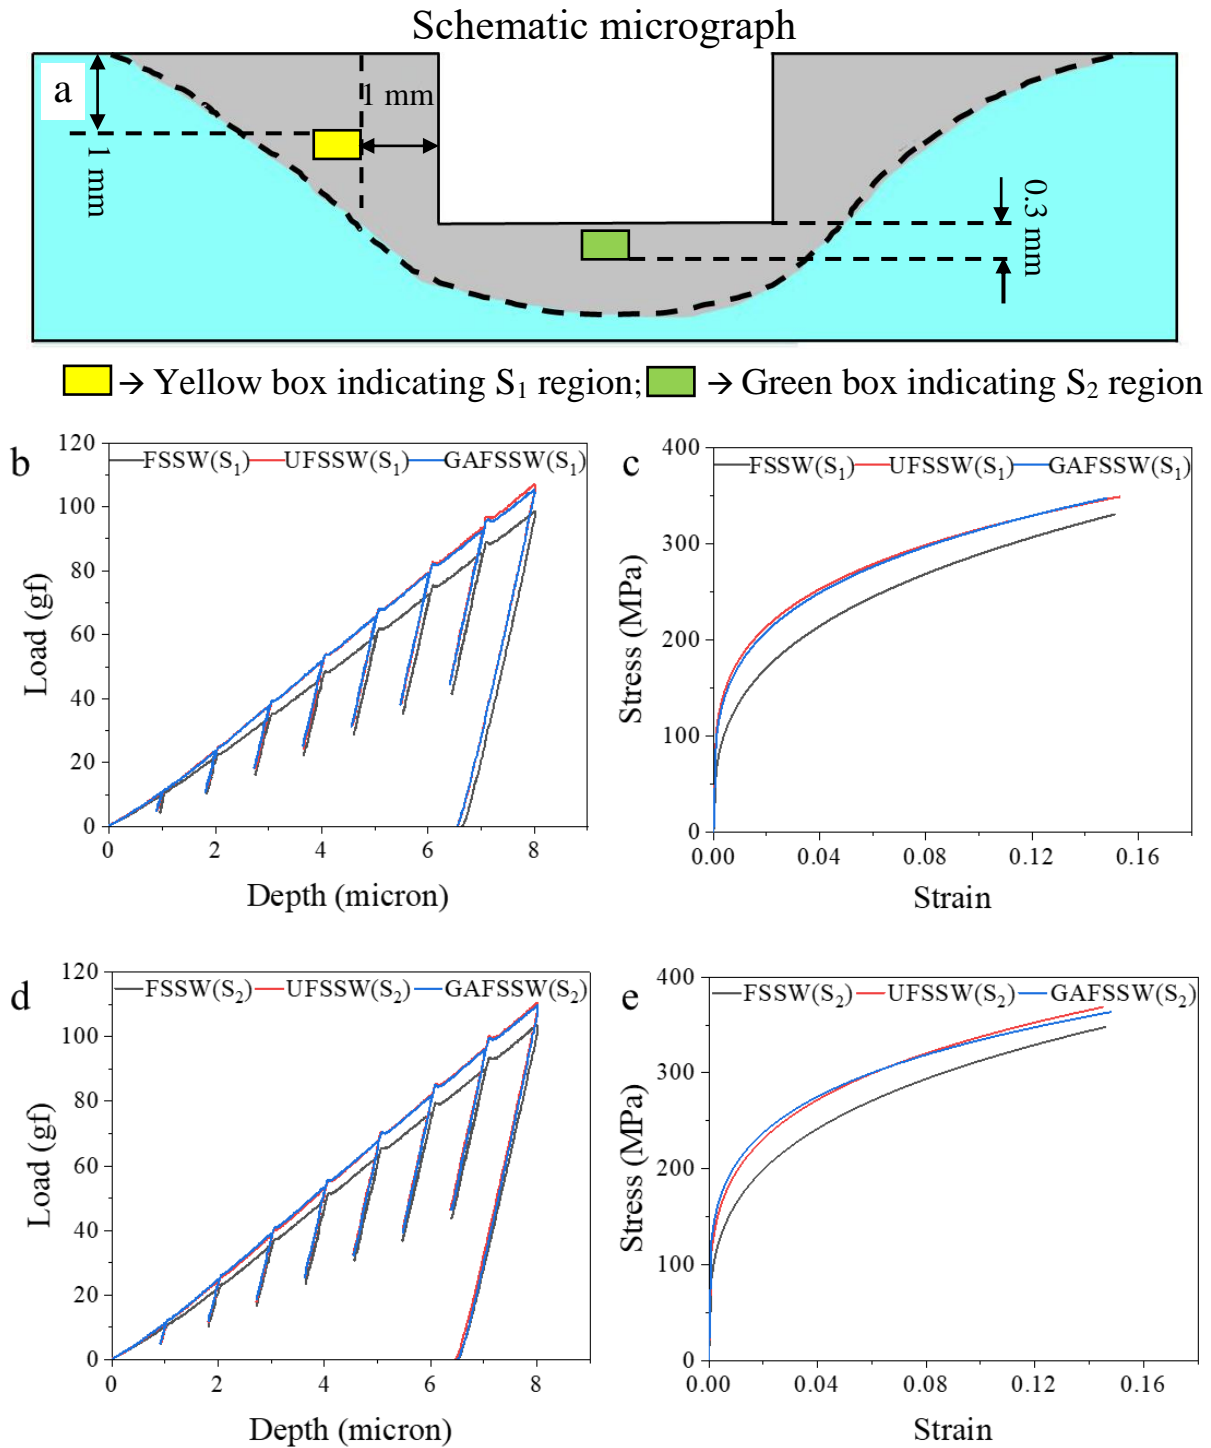 Schematic micrograph
a
1 mm
1 mm
0.3 mm
→ Yellow box indicating S₁ region; → Green box indicating S₂ region
b
FSSW(S₁) UFSSW(S₁) GAFSSW(S₁)
120
100
80
60
40
20
0
Load (gf)
0 2 4 6 8
Depth (micron)
c
FSSW(S₁) UFSSW(S₁) GAFSSW(S₁)
400
300
200
100
0
Stress (MPa)
0.00 0.04 0.08 0.12 0.16
Strain
d
FSSW(S₂) UFSSW(S₂) GAFSSW(S₂)
120
100
80
60
40
20
0
Load (gf)
0 2 4 6 8
Depth (micron)
e
FSSW(S₂) UFSSW(S₂) GAFSSW(S₂)
400
300
200
100
0
Stress (MPa)
0.00 0.04 0.08 0.12 0.16
Strain